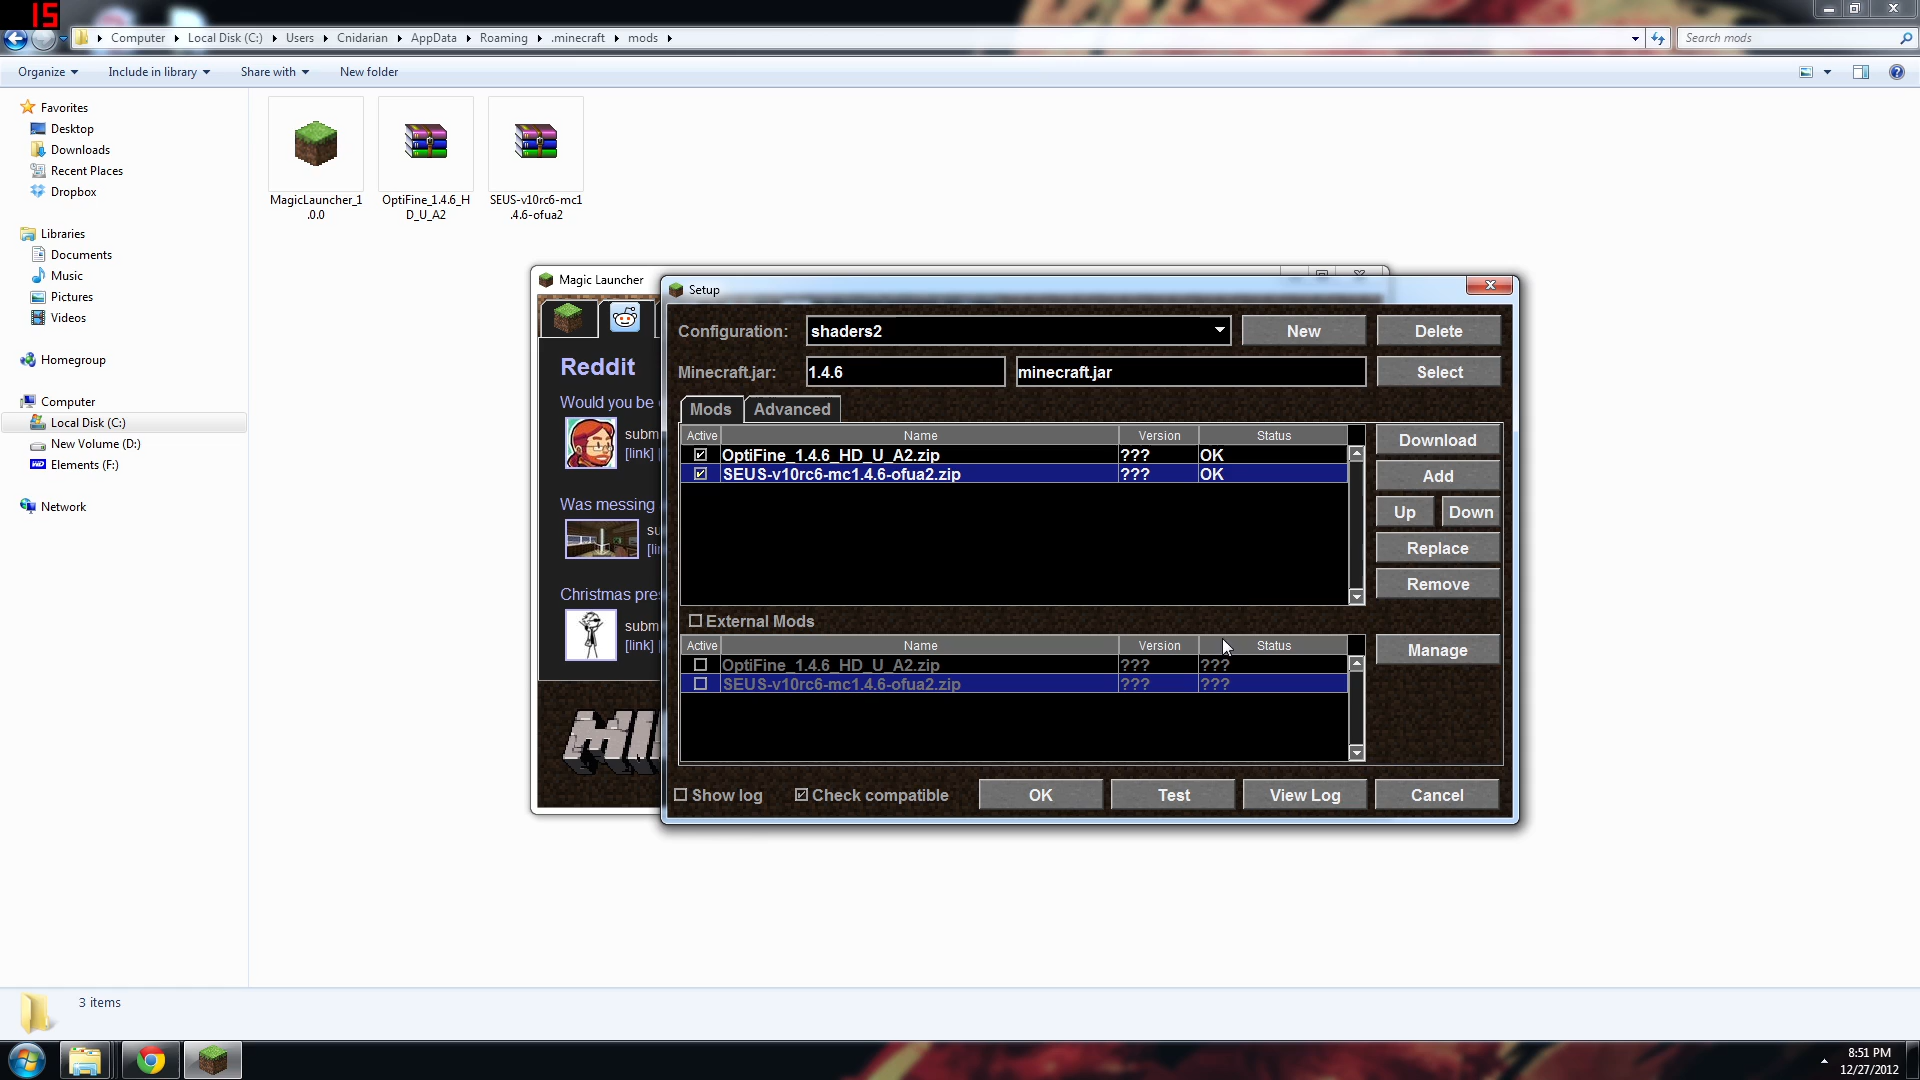 15
Computer Local Disk (C:) Users Cnidarian AppData Roaming .minecraft mods
Search mods
Organize Include in library Share with New folder
Favorites
Desktop
Downloads
Recent Places
Dropbox
Libraries
Documents
Music
Pictures
Videos
Homegroup
Computer
Local Disk (C:)
New Volume (D:)
Elements (F:)
Network
MagicLauncher_1
.0.0
OptiFine_1.4.6_H
D_U_A2
SEUS-v10rc6-mc1
.4.6-ofua2
Magic Launcher
Reddit
Would you be
subm
[link]
Was messing
su
[li
Christmas pre
subm
[link]
Setup
Configuration: shaders2 New Delete
Minecraft.jar: 1.4.6 minecraft.jar Select
Mods Advanced
Active Name Version Status
OptiFine_1.4.6_HD_U_A2.zip ??? OK
SEUS-v10rc6-mc1.4.6-ofua2.zip ??? OK
Download
Add
Up Down
Replace
Remove
External Mods
Active Name Version Status
OptiFine_1.4.6_HD_U_A2.zip ??? ???
SEUS-v10rc6-mc1.4.6-ofua2.zip ??? ???
Manage
Show log Check compatible OK Test View Log Cancel
3 items
8:51 PM
12/27/2012